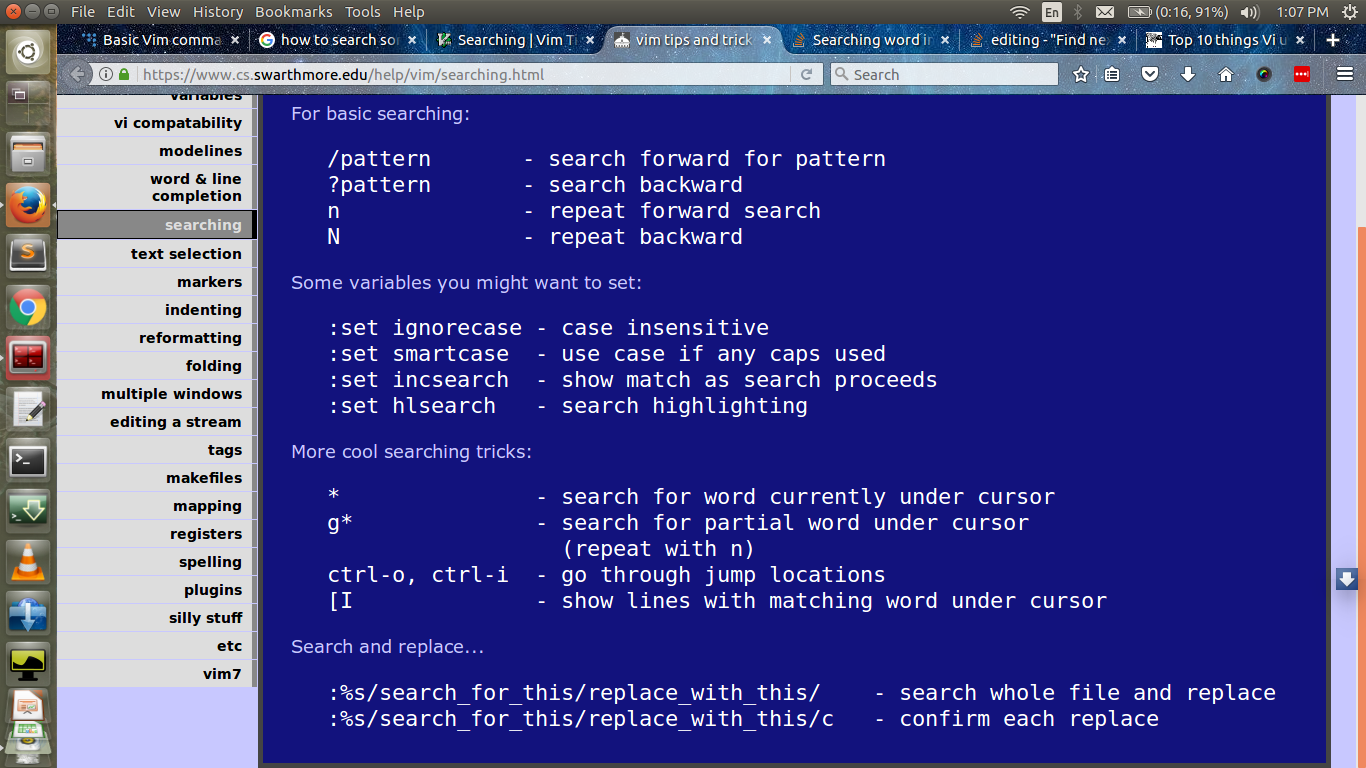 File Edit View History Bookmarks Tools Help
En (0:16, 91%) 1:07 PM
Basic Vim comma × how to search so × Searching | Vim Ti × vim tips and trick × Searching word in × editing - "Find ne × Top 10 things Vi u ×
https://www.cs.swarthmore.edu/help/vim/searching.html
Search
variables
vi compatability
modelines
word & line
completion
searching
text selection
markers
indenting
reformatting
folding
multiple windows
editing a stream
tags
makefiles
mapping
registers
spelling
plugins
silly stuff
etc
vim7
For basic searching:
/pattern - search forward for pattern
?pattern - search backward
n - repeat forward search
N - repeat backward
Some variables you might want to set:
:set ignorecase - case insensitive
:set smartcase - use case if any caps used
:set incsearch - show match as search proceeds
:set hlsearch - search highlighting
More cool searching tricks:
* - search for word currently under cursor
g* - search for partial word under cursor
(repeat with n)
ctrl-o, ctrl-i - go through jump locations
[I - show lines with matching word under cursor
Search and replace...
:%s/search_for_this/replace_with_this/ - search whole file and replace
:%s/search_for_this/replace_with_this/c - confirm each replace